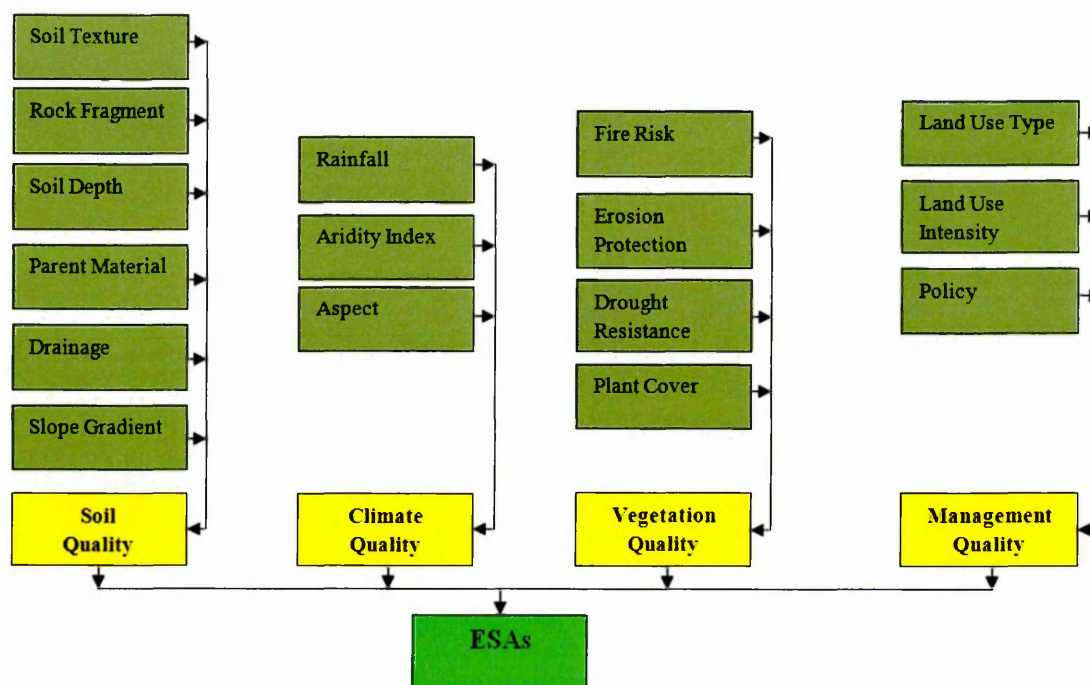 Soil Texture
Rock Fragment
Soil Depth
Parent Material
Drainage
Slope Gradient
Soil
Quality
Rainfall
Aridity Index
Aspect
Climate
Quality
Fire Risk
Erosion
Protection
Drought
Resistance
Plant Cover
Vegetation
Quality
Land Use Type
Land Use
Intensity
Policy
Management
Quality
ESAs